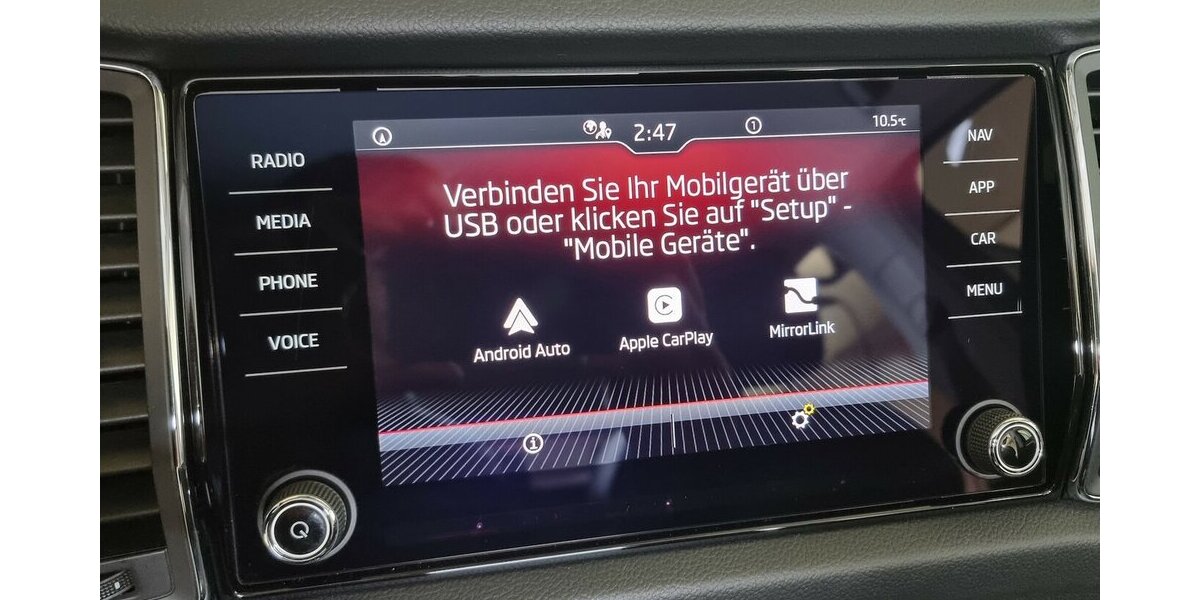 2:47
1
10.5°C
RADIO
MEDIA
PHONE
VOICE
Verbinden Sie Ihr Mobilgerät über
USB oder klicken Sie auf "Setup" -
"Mobile Geräte".
Android Auto
Apple CarPlay
MirrorLink
NAV
APP
CAR
MENU